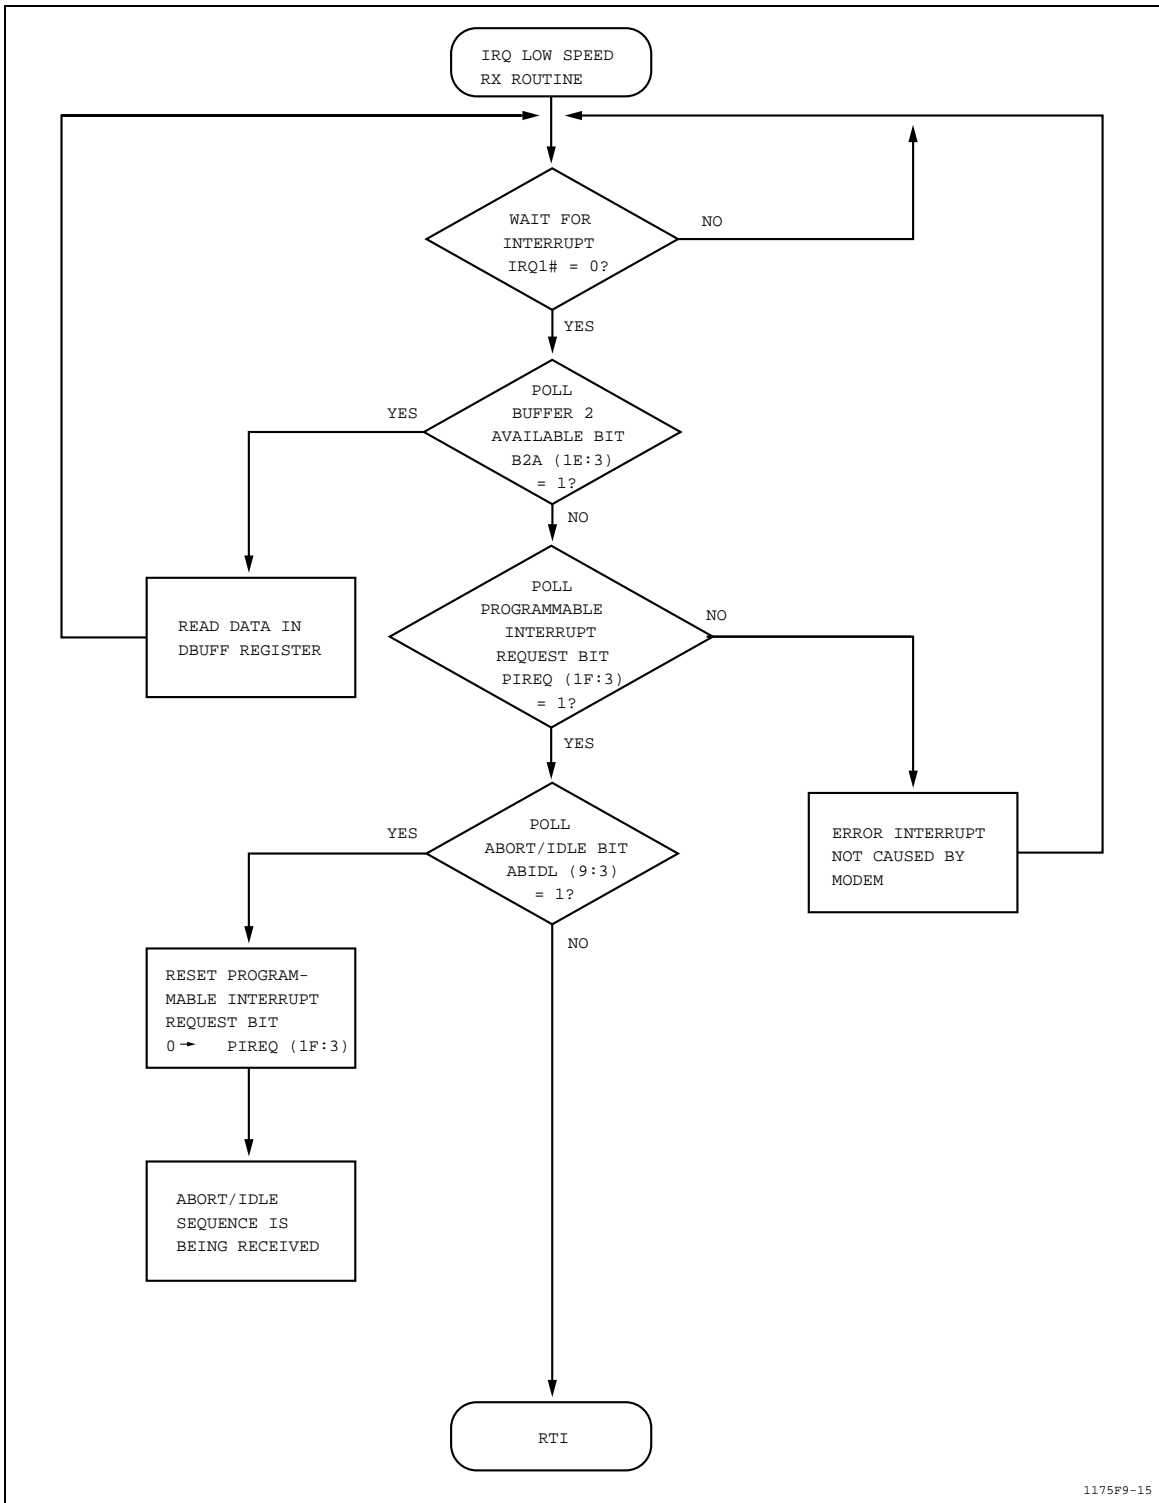 IRQ LOW SPEED
RX ROUTINE
WAIT FOR
INTERRUPT
IRQ1# = 0?
NO
YES
POLL
BUFFER 2
AVAILABLE BIT
B2A (1E:3)
= 1?
YES
NO
READ DATA IN
DBUFF REGISTER
POLL
PROGRAMMABLE
INTERRUPT
REQUEST BIT
PIREQ (1F:3)
= 1?
NO
YES
ERROR INTERRUPT
NOT CAUSED BY
MODEM
POLL
ABORT/IDLE BIT
ABIDL (9:3)
= 1?
YES
NO
RESET PROGRAM-
MABLE INTERRUPT
REQUEST BIT
0→ PIREQ (1F:3)
ABORT/IDLE
SEQUENCE IS
BEING RECEIVED
RTI
1175F9-15